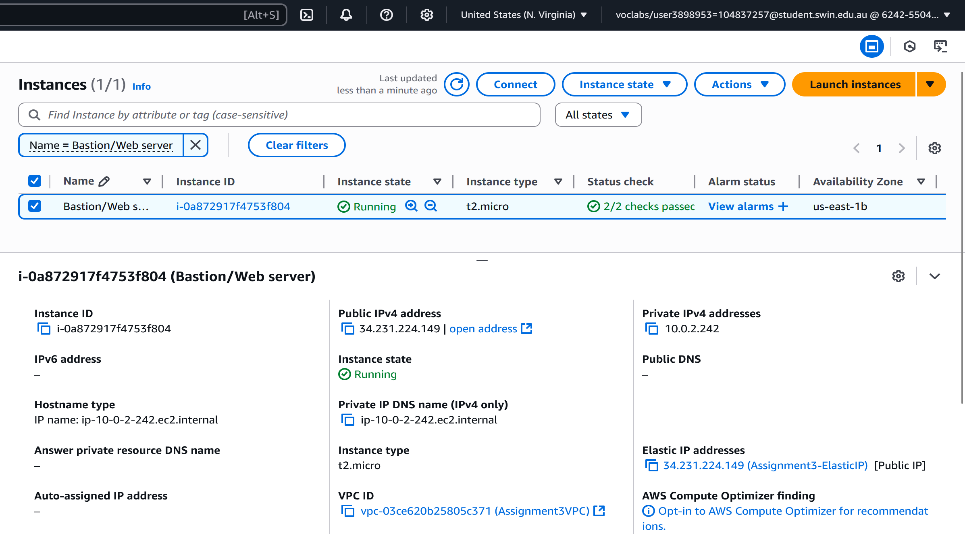 [Alt+S]
United States (N. Virginia)
voclabs/user3898953=104837257@student.swin.edu.au @ 6242-5504...
Instances (1/1) Info
Last updated
less than a minute ago
Connect
Instance state
Actions
Launch instances
Find Instance by attribute or tag (case-sensitive)
All states
Name = Bastion/Web server
Clear filters
1
Name
Instance ID
Instance state
Instance type
Status check
Alarm status
Availability Zone
Bastion/Web s...
i-0a872917f4753f804
Running
t2.micro
2/2 checks passec
View alarms +
us-east-1b
i-0a872917f4753f804 (Bastion/Web server)
Instance ID
i-0a872917f4753f804
Public IPv4 address
34.231.224.149 | open address
Private IPv4 addresses
10.0.2.242
IPv6 address
–
Instance state
Running
Public DNS
–
Hostname type
IP name: ip-10-0-2-242.ec2.internal
Private IP DNS name (IPv4 only)
ip-10-0-2-242.ec2.internal
Answer private resource DNS name
–
Instance type
t2.micro
Elastic IP addresses
34.231.224.149 (Assignment3-ElasticIP) [Public IP]
Auto-assigned IP address
–
VPC ID
vpc-03ce620b25805c371 (Assignment3VPC)
AWS Compute Optimizer finding
Opt-in to AWS Compute Optimizer for recommendat
ions.